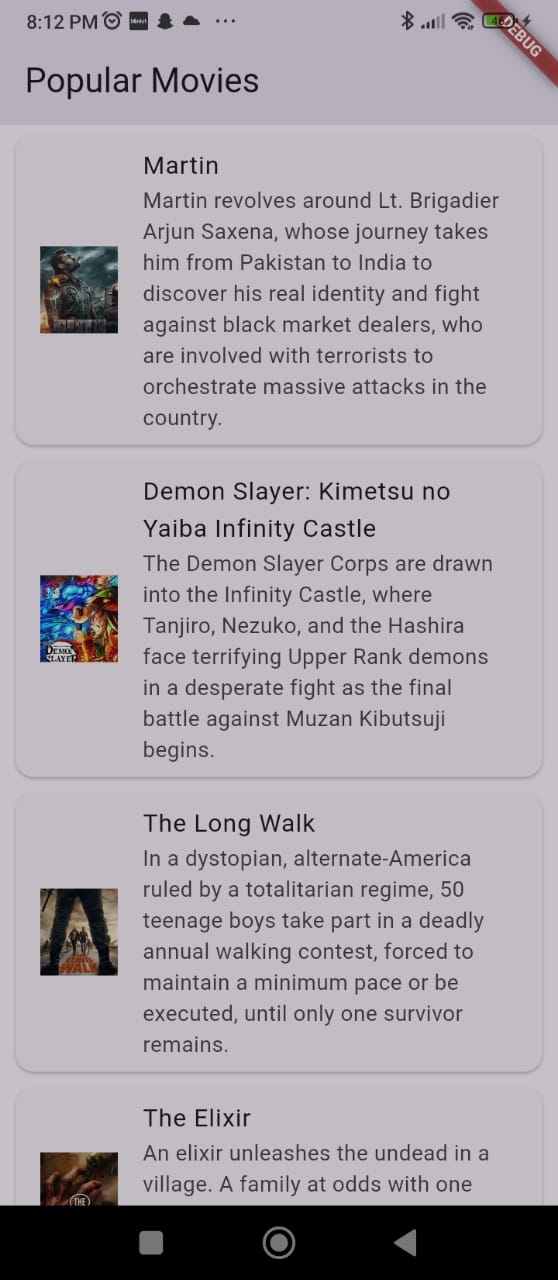 8:12 PM
blinkit
46
DEBUG
Popular Movies
Martin
Martin revolves around Lt. Brigadier
Arjun Saxena, whose journey takes
him from Pakistan to India to
discover his real identity and fight
against black market dealers, who
are involved with terrorists to
orchestrate massive attacks in the
country.
MARTIN
Demon Slayer: Kimetsu no
Yaiba Infinity Castle
The Demon Slayer Corps are drawn
into the Infinity Castle, where
Tanjiro, Nezuko, and the Hashira
face terrifying Upper Rank demons
in a desperate fight as the final
battle against Muzan Kibutsuji
begins.
DEMON
SLAYER
The Long Walk
In a dystopian, alternate-America
ruled by a totalitarian regime, 50
teenage boys take part in a deadly
annual walking contest, forced to
maintain a minimum pace or be
executed, until only one survivor
remains.
THE
LONG
WALK
The Elixir
An elixir unleashes the undead in a
village. A family at odds with one
THE